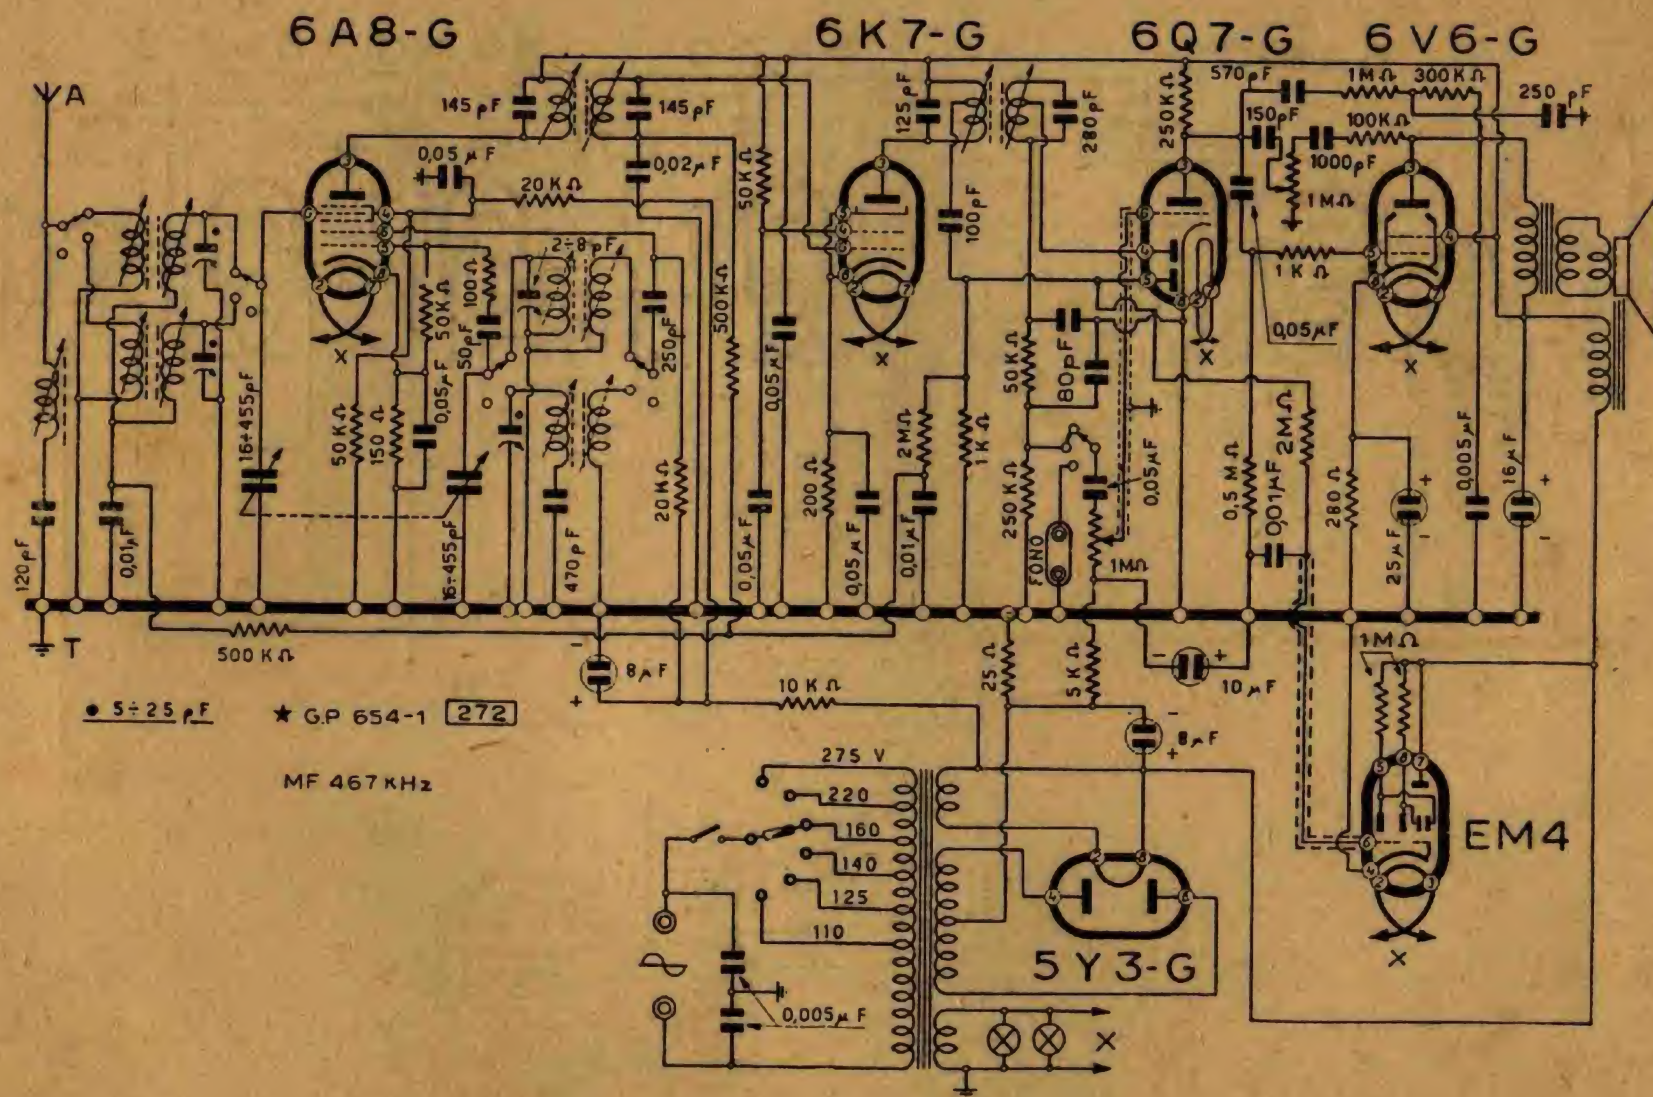 6A8-G
6K7-G
6Q7-G
6V6-G
A
145 pF
145 pF
0,05 µF
0,02 µF
20 KΩ
50 KΩ
125 pF
280 pF
250 KΩ
570 pF
1 MΩ
300 KΩ
250 pF
150 pF
100 KΩ
1000 pF
1 MΩ
100 pF
1 KΩ
0,05 µF
2÷8 pF
50 KΩ
100 Ω
50 pF
250 pF
500 KΩ
0,05 µF
X
X
X
X
16÷455 pF
50 KΩ
150 Ω
0,05 µF
16÷455 pF
470 pF
20 KΩ
0,05 µF
200 Ω
0,05 µF
2 MΩ
0,01 µF
1 KΩ
50 KΩ
80 pF
250 KΩ
FONO
0,05 µF
1 MΩ
0,5 MΩ
0,01 µF
2 MΩ
280 Ω
25 µF
+
-
0,005 µF
16 µF
+
-
120 pF
0,01 µF
T
500 KΩ
-
8 µF
+
25 Ω
5 KΩ
-
+
10 µF
1 MΩ
● 5÷25 pF
★ G.P 654-1 272
10 KΩ
-
8 µF
+
MF 467 KHz
275 V
220
160
140
125
110
0,005 µF
5Y3-G
EM4
X
X